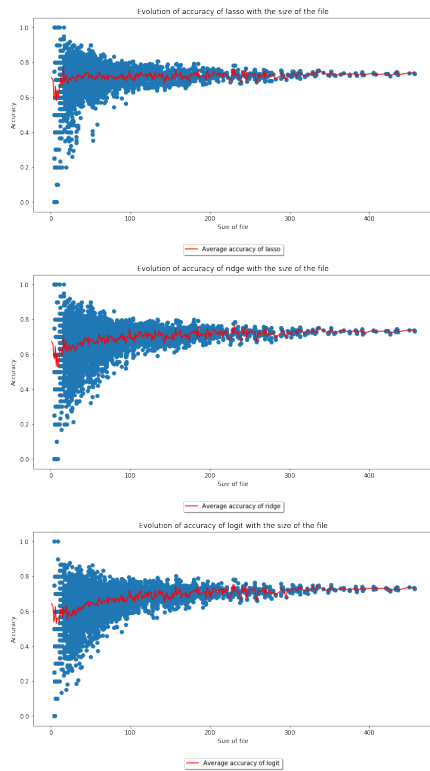 Evolution of accuracy of lasso with the size of the file
1.0
0.8
0.6
0.4
0.2
0.0
Accuracy
0 100 200 300 400
Size of file
Average accuracy of lasso
Evolution of accuracy of ridge with the size of the file
1.0
0.8
0.6
0.4
0.2
0.0
Accuracy
0 100 200 300 400
Size of file
Average accuracy of ridge
Evolution of accuracy of logit with the size of the file
1.0
0.8
0.6
0.4
0.2
0.0
Accuracy
0 100 200 300 400
Size of file
Average accuracy of logit